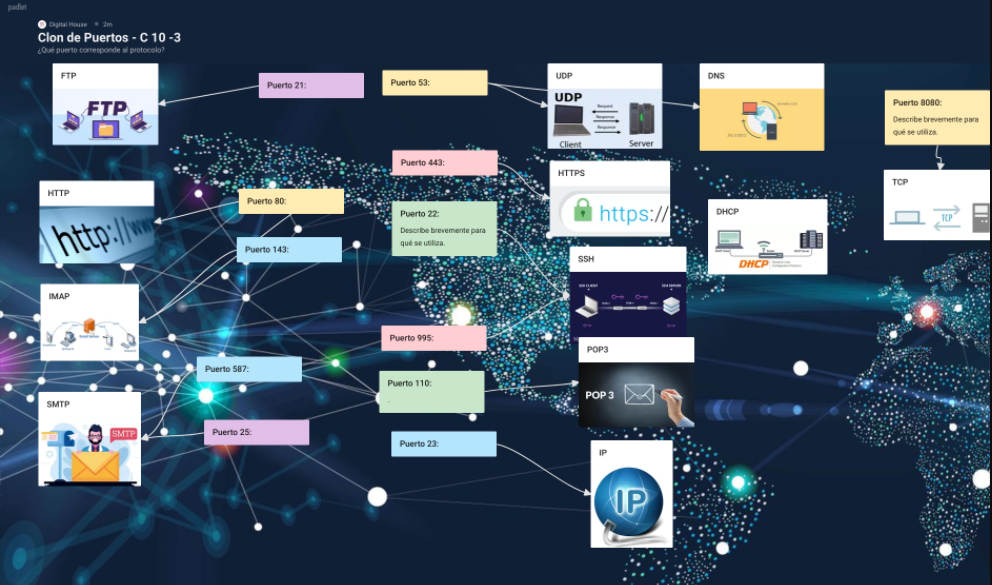 padlet
Digital House • 2m
Clon de Puertos - C 10 -3
¿Qué puerto corresponde al protocolo?
FTP
FTP
Puerto 21:
Puerto 53:
UDP
UDP
Request
Response
Response
Client
Server
DNS
Puerto 8080:
Describe brevemente para
qué se utiliza.
Puerto 443:
HTTPS
https://
TCP
TCP
HTTP
http://www
Puerto 80:
Puerto 22:
Describe brevemente para
qué se utiliza.
DHCP
DHCP
Puerto 143:
SSH
SSH CLIENT
SSH SERVER
IMAP
Puerto 995:
POP3
POP 3
Puerto 587:
Puerto 110:
.
SMTP
SMTP
Puerto 25:
Puerto 23:
IP
IP